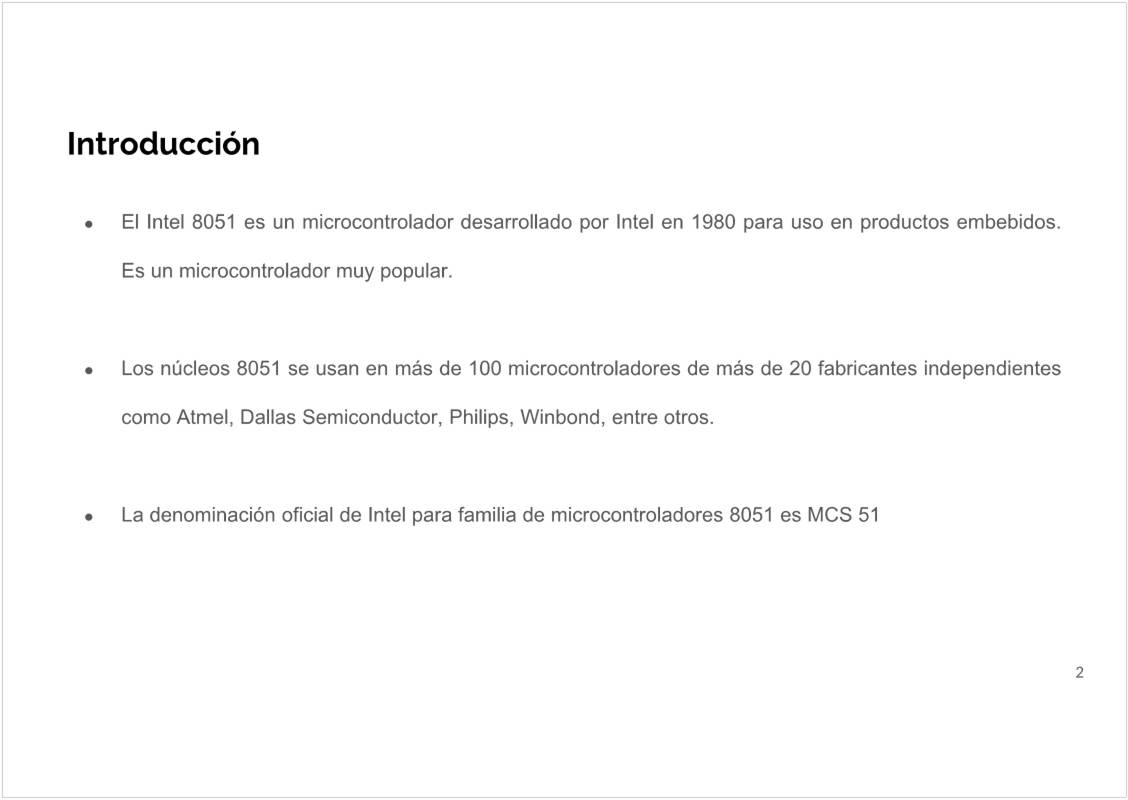 Introducción
● El Intel 8051 es un microcontrolador desarrollado por Intel en 1980 para uso en productos embebidos.
Es un microcontrolador muy popular.
● Los núcleos 8051 se usan en más de 100 microcontroladores de más de 20 fabricantes independientes
como Atmel, Dallas Semiconductor, Philips, Winbond, entre otros.
● La denominación oficial de Intel para familia de microcontroladores 8051 es MCS 51
2